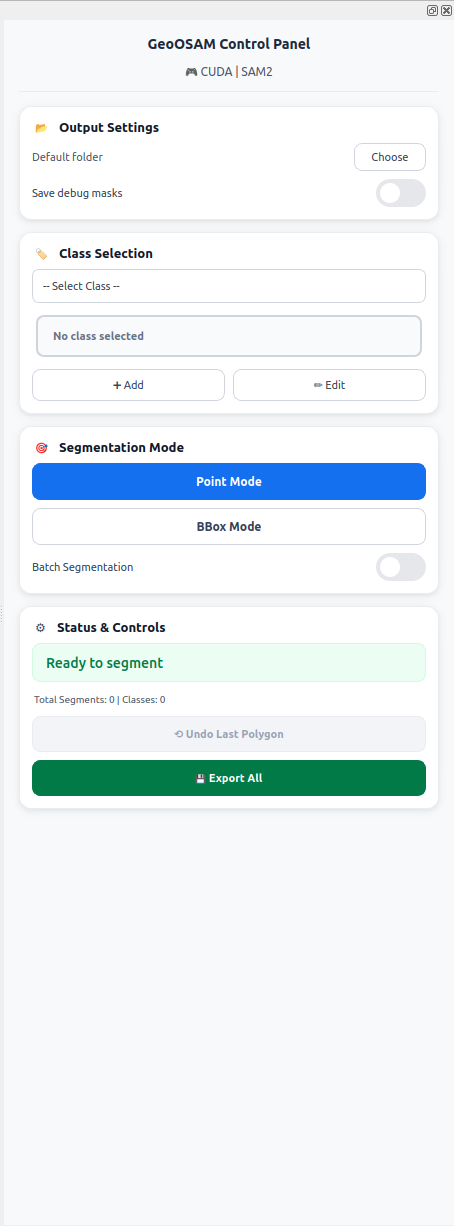 GeoOSAM Control Panel
🎮 CUDA | SAM2
📂 Output Settings
Default folder
Choose
Save debug masks
🏷️ Class Selection
-- Select Class --
No class selected
➕ Add
✏ Edit
🎯 Segmentation Mode
Point Mode
BBox Mode
Batch Segmentation
⚙ Status & Controls
Ready to segment
Total Segments: 0 | Classes: 0
⟲ Undo Last Polygon
💾 Export All